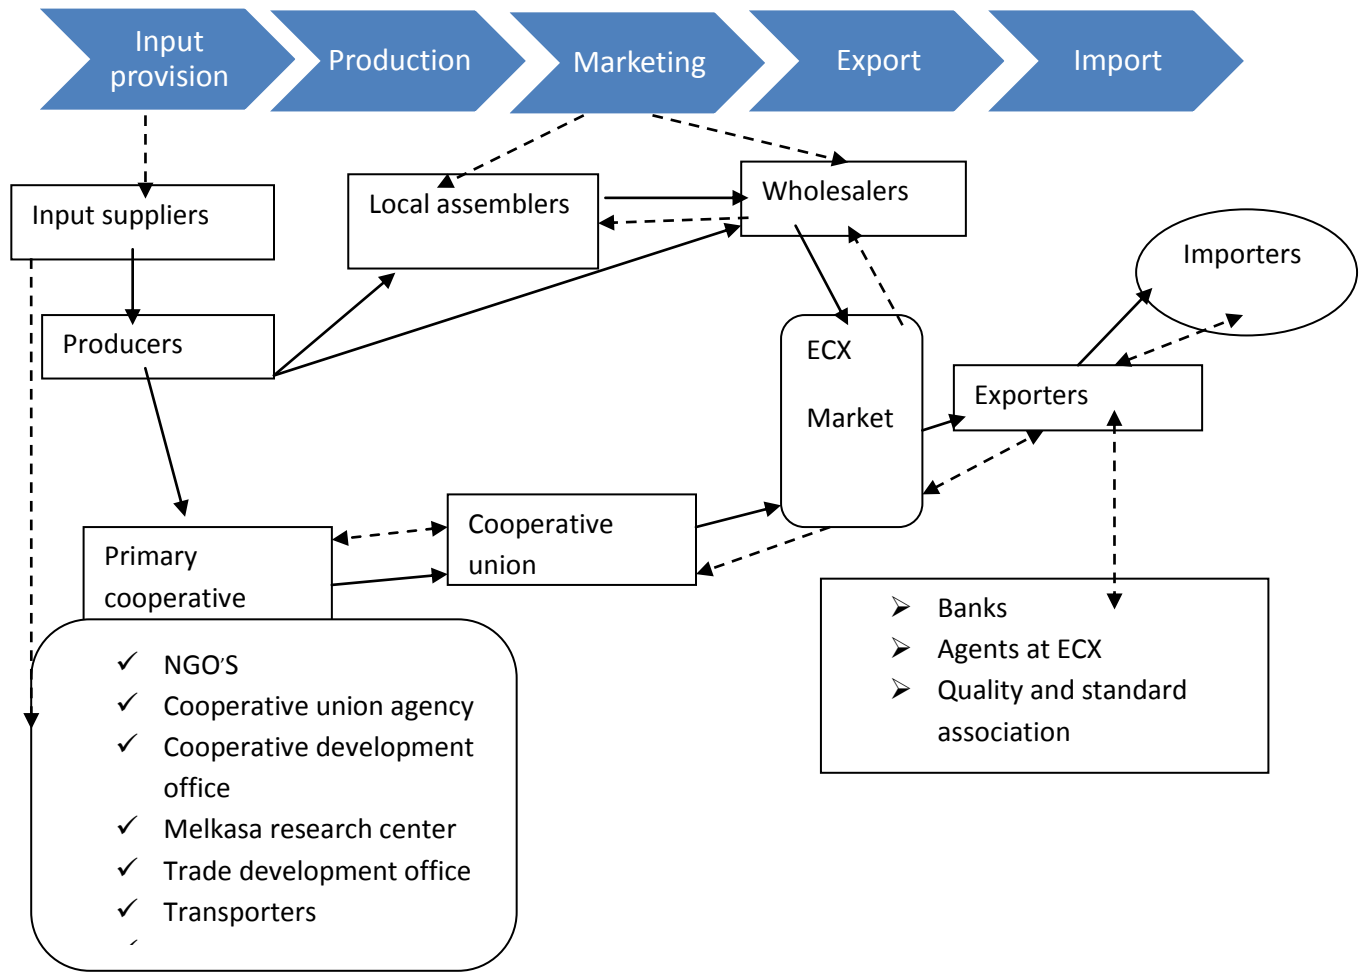 Input
provision
Production
Marketing
Export
Import
Input suppliers
Local assemblers
Wholesalers
Importers
Producers
ECX
Market
Exporters
Primary
cooperative
Cooperative
union
✓ NGO'S
✓ Cooperative union agency
✓ Cooperative development
office
✓ Melkasa research center
✓ Trade development office
✓ Transporters
➢ Banks
➢ Agents at ECX
➢ Quality and standard
association